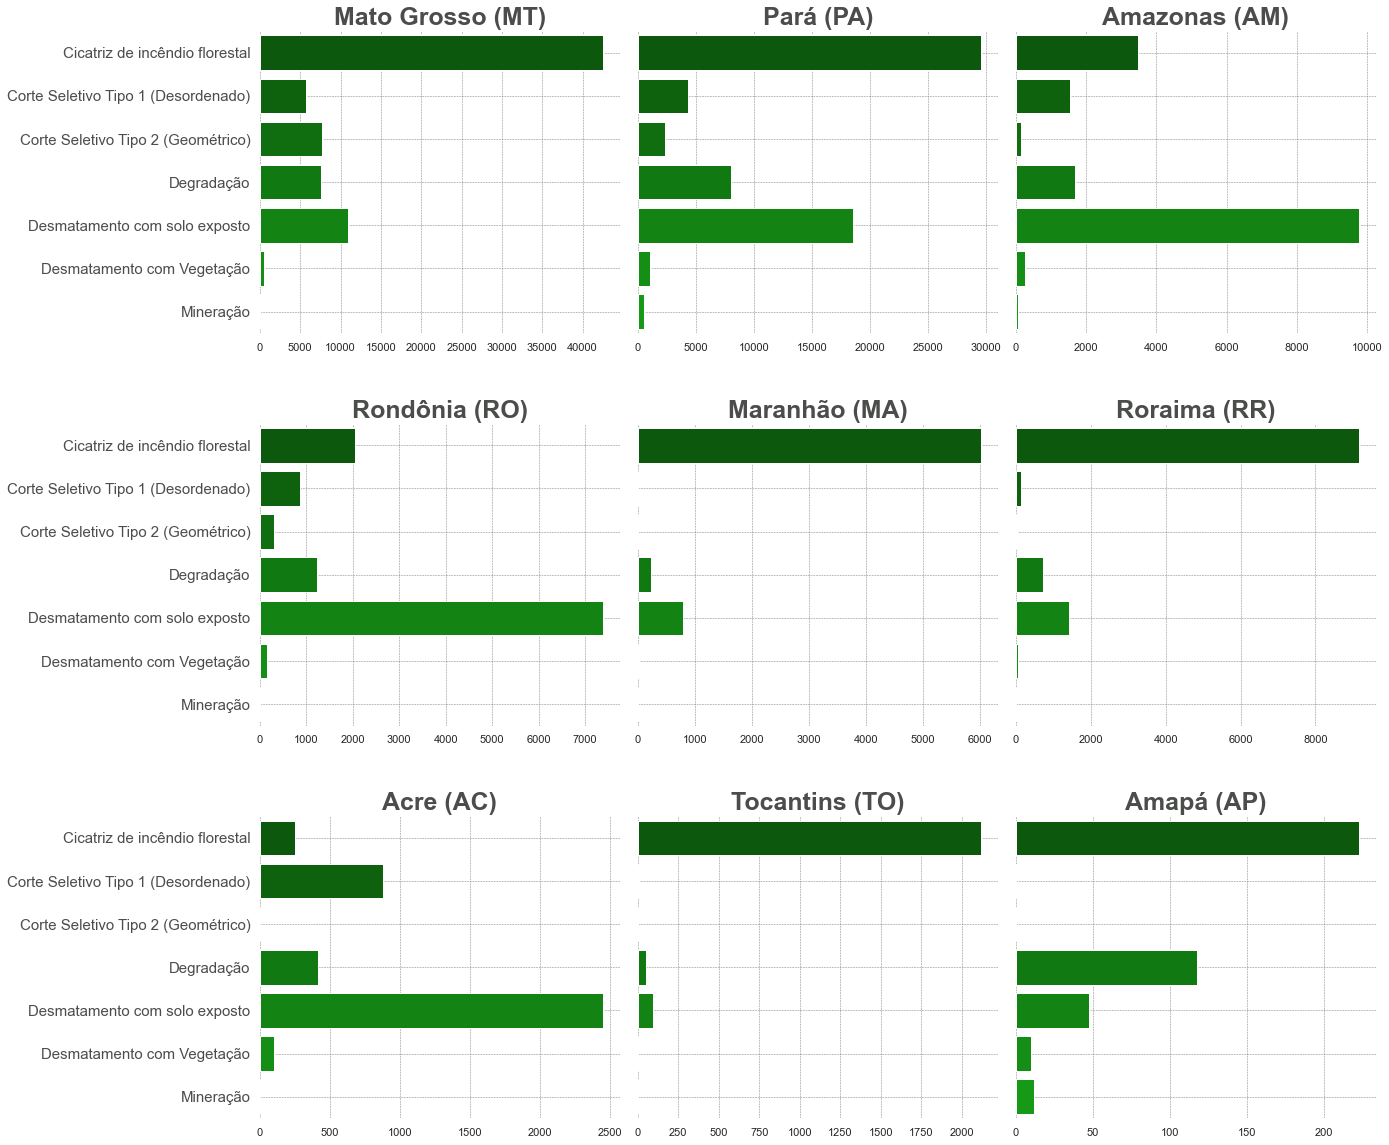 Mato Grosso (MT)
Pará (PA)
Amazonas (AM)
Cicatriz de incêndio florestal
Corte Seletivo Tipo 1 (Desordenado)
Corte Seletivo Tipo 2 (Geométrico)
Degradação
Desmatamento com solo exposto
Desmatamento com Vegetação
Mineração
0 5000 10000 15000 20000 25000 30000 35000 40000
0 5000 10000 15000 20000 25000 30000
0 2000 4000 6000 8000 10000
Rondônia (RO)
Maranhão (MA)
Roraima (RR)
Cicatriz de incêndio florestal
Corte Seletivo Tipo 1 (Desordenado)
Corte Seletivo Tipo 2 (Geométrico)
Degradação
Desmatamento com solo exposto
Desmatamento com Vegetação
Mineração
0 1000 2000 3000 4000 5000 6000 7000
0 1000 2000 3000 4000 5000 6000
0 2000 4000 6000 8000
Acre (AC)
Tocantins (TO)
Amapá (AP)
Cicatriz de incêndio florestal
Corte Seletivo Tipo 1 (Desordenado)
Corte Seletivo Tipo 2 (Geométrico)
Degradação
Desmatamento com solo exposto
Desmatamento com Vegetação
Mineração
0 500 1000 1500 2000 2500
0 250 500 750 1000 1250 1500 1750 2000
0 50 100 150 200